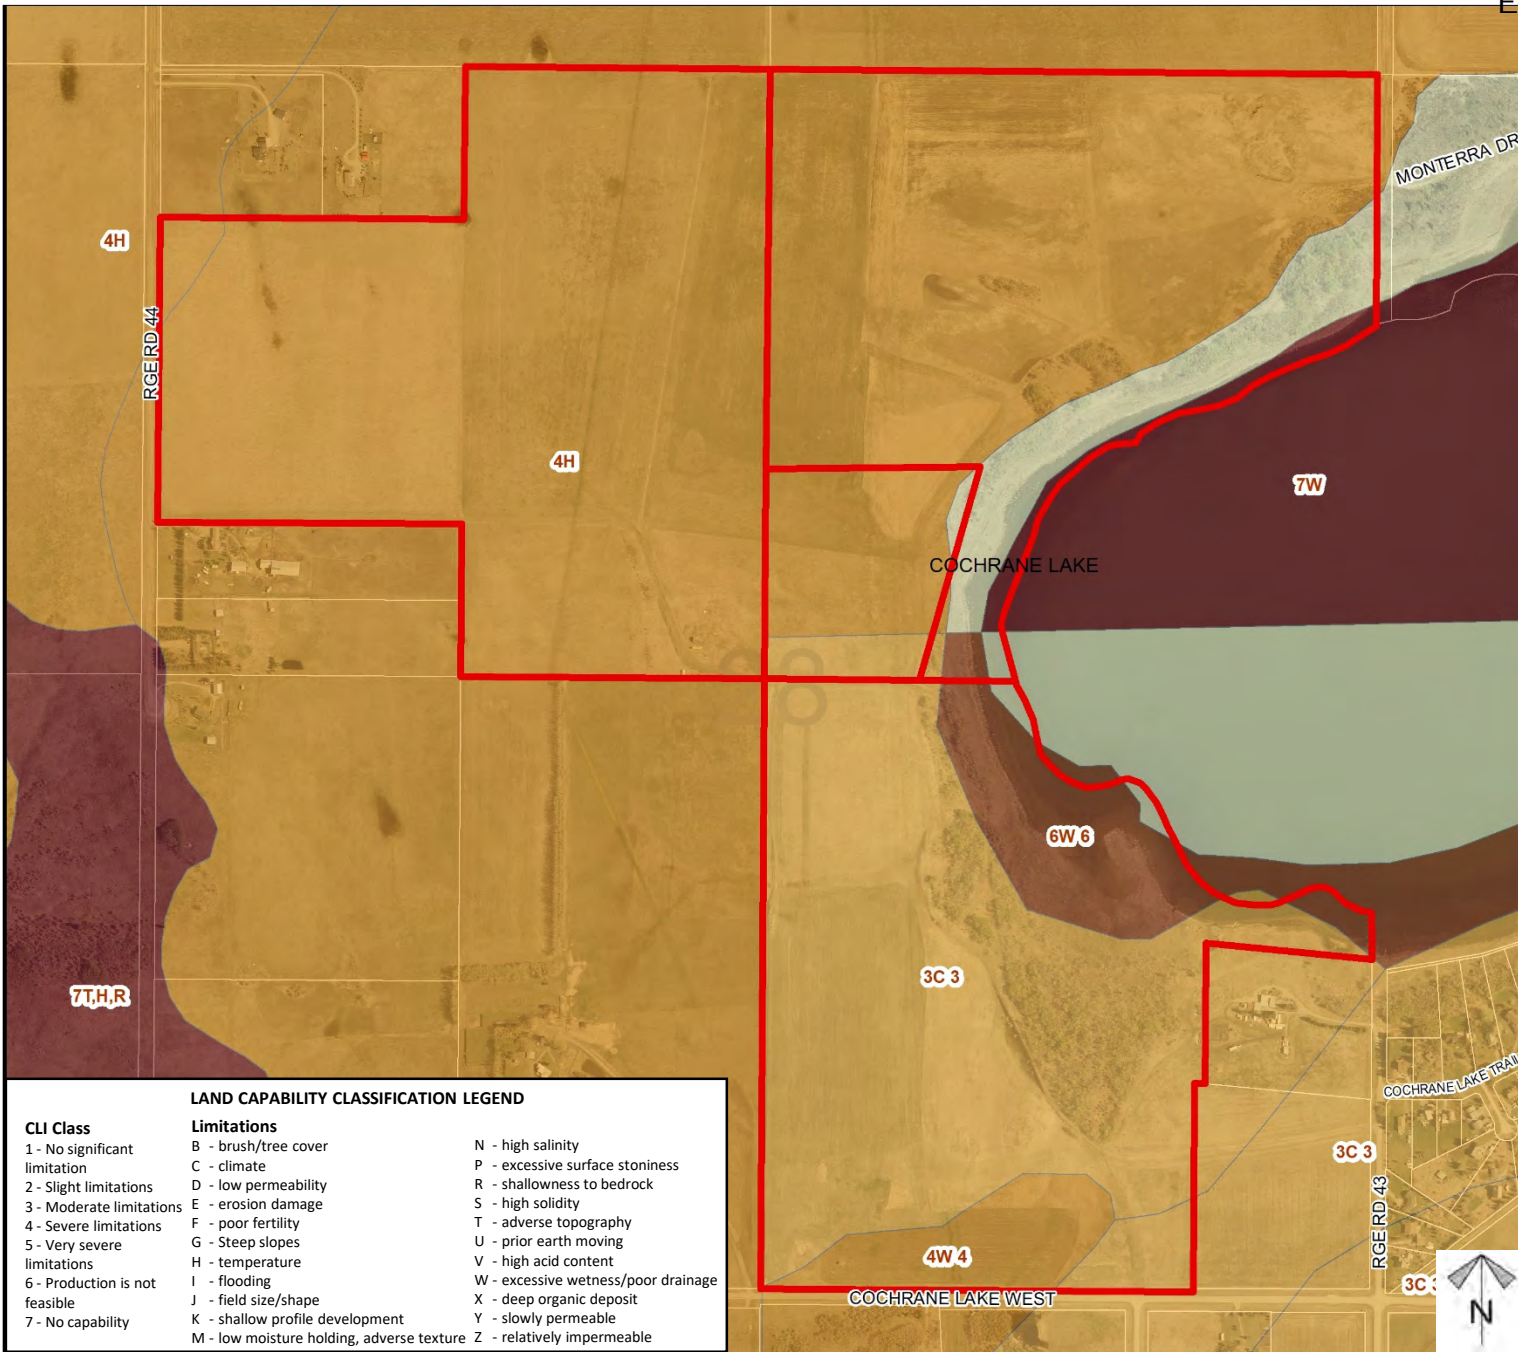 E
MONTERRA DR
4H
RGE RD 44
4H
7W
COCHRANE LAKE
28
6W 6
3C 3
7T,H,R
COCHRANE LAKE TRAIL
3C 3
RGE RD 43
4W 4
3C 3
COCHRANE LAKE WEST
N
LAND CAPABILITY CLASSIFICATION LEGEND
CLI Class
1 - No significant
limitation
2 - Slight limitations
3 - Moderate limitations
4 - Severe limitations
5 - Very severe
limitations
6 - Production is not
feasible
7 - No capability
Limitations
B - brush/tree cover
C - climate
D - low permeability
E - erosion damage
F - poor fertility
G - Steep slopes
H - temperature
I - flooding
J - field size/shape
K - shallow profile development
M - low moisture holding, adverse texture
N - high salinity
P - excessive surface stoniness
R - shallowness to bedrock
S - high solidity
T - adverse topography
U - prior earth moving
V - high acid content
W - excessive wetness/poor drainage
X - deep organic deposit
Y - slowly permeable
Z - relatively impermeable